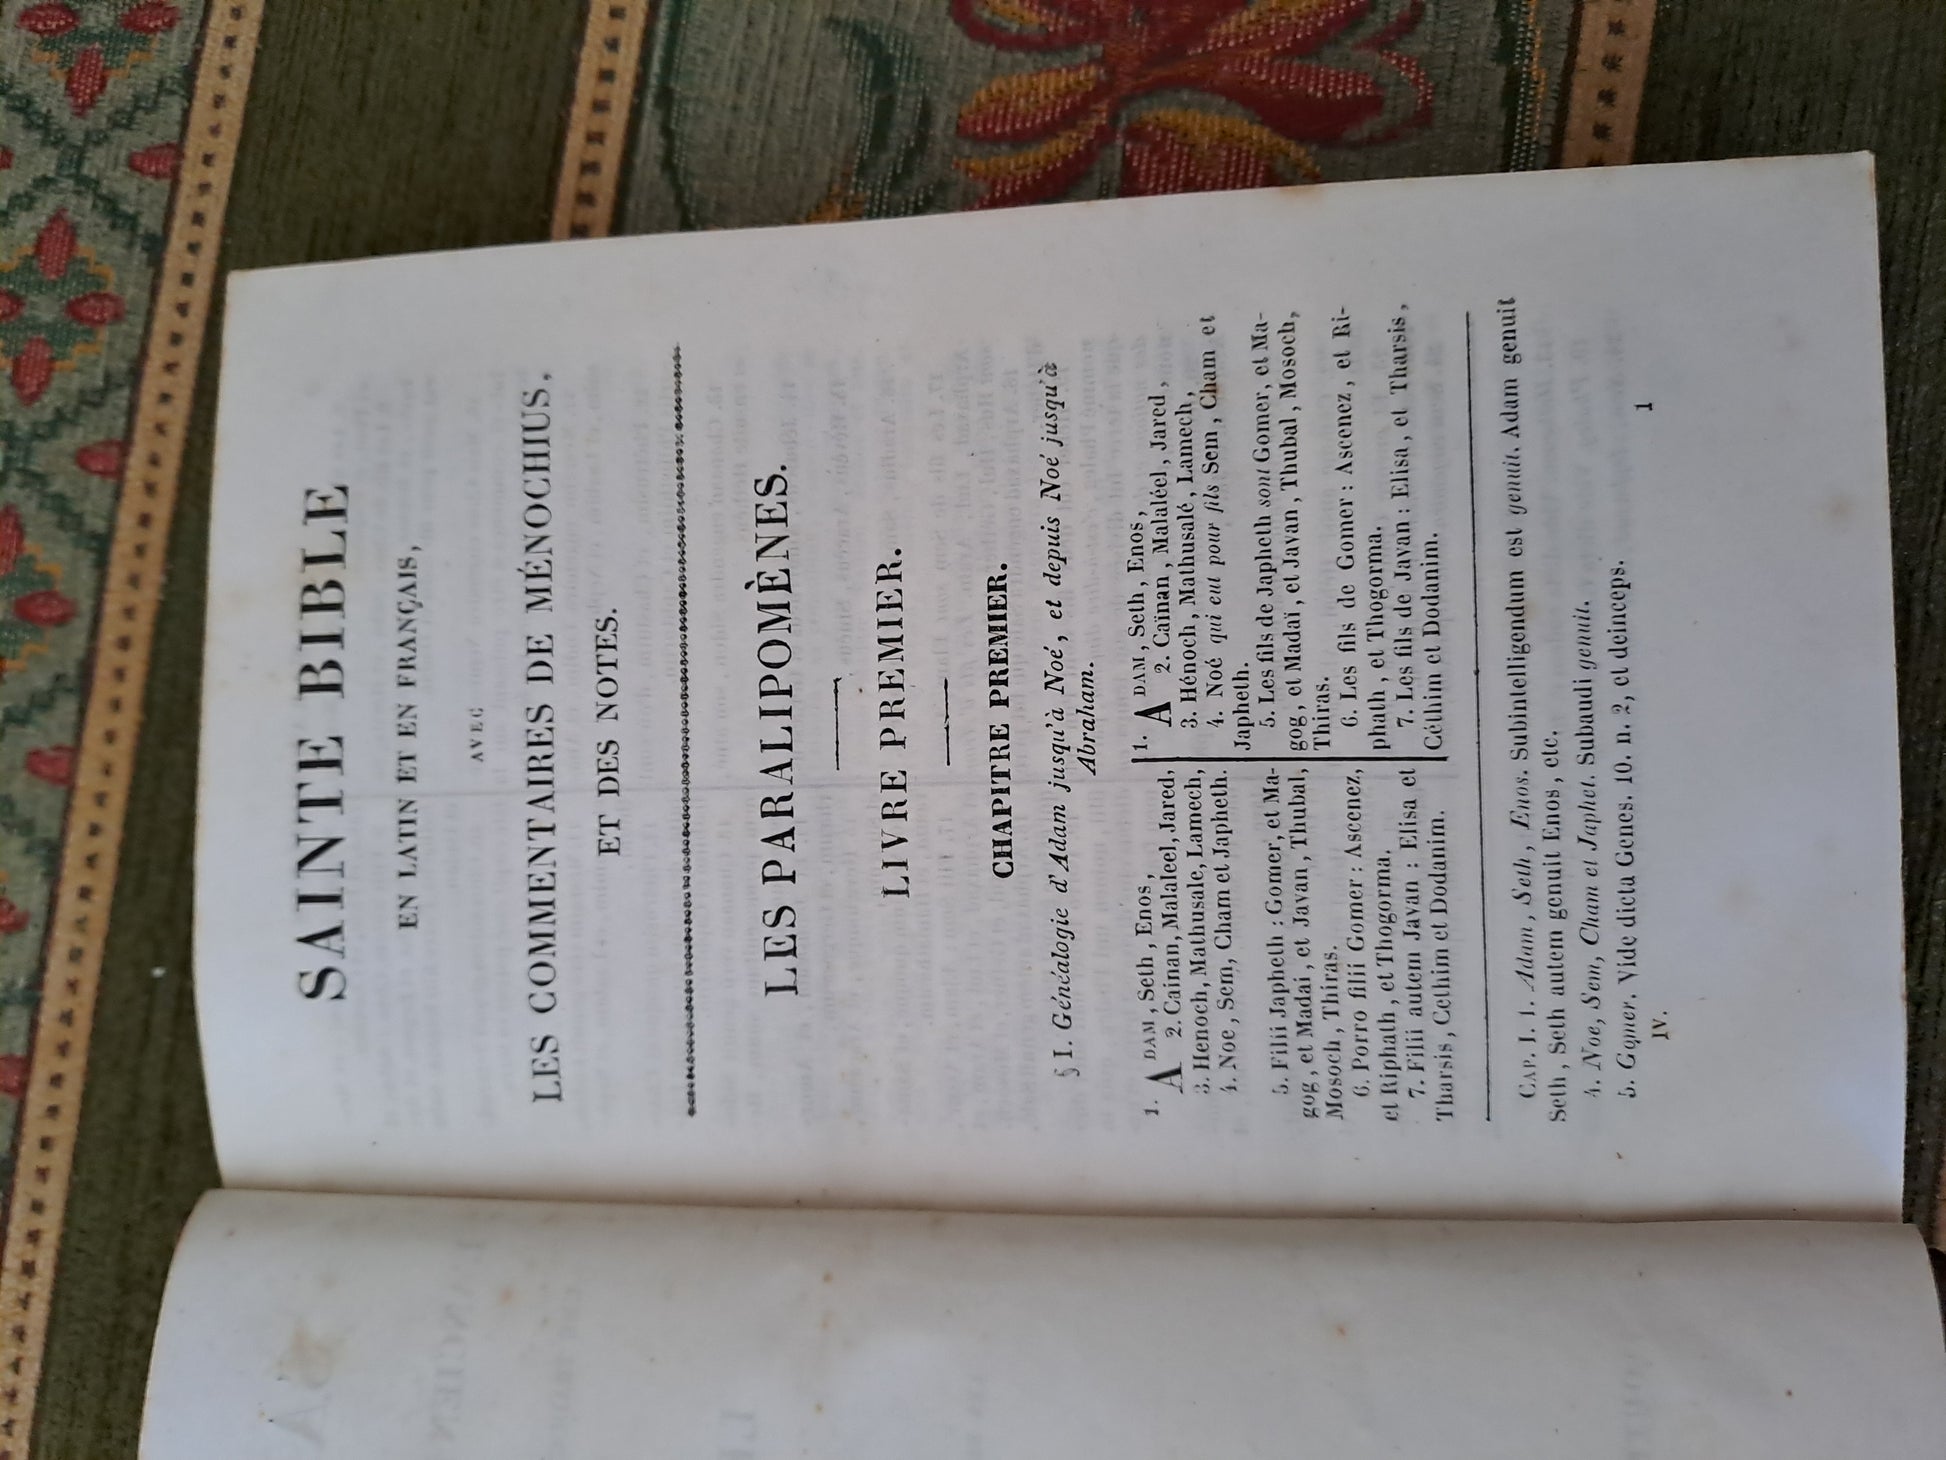 SAINTE BIBLE
EN LATIN ET EN FRANÇAIS,
AVEC
LES COMMENTAIRES DE MÉNOCHIUS,
ET DES NOTES.
LES PARALIPOMÈNES.
LIVRE PREMIER.
CHAPITRE PREMIER.
§ I. Généalogie d'Adam jusqu'à Noé, et depuis Noé jusqu'à
Abraham.
1. ADAM, Seth, Enos,
2. Cainan, Malaleel, Jared,
3. Henoch, Mathusale, Lamech,
4. Noe, Sem, Cham et Japheth.
5. Filii Japheth : Gomer, et Ma-
gog, et Madai, et Javan, Thubal,
Mosoch, Thiras.
6. Porro filii Gomer : Ascenez,
et Riphath, et Thogorma.
7. Filii autem Javan : Elisa et
Tharsis, Cethim et Dodanim.
1. ADAM, Seth, Enos,
2. Caïnan, Malaléel, Jared,
3. Hénoch, Mathusalé, Lamech,
4. Noé qui eut pour fils Sem, Cham et
Japheth.
5. Les fils de Japheth sont Gomer, et Ma-
gog, et Madaï, et Javan, Thubal, Mosoch,
Thiras.
6. Les fils de Gomer : Ascenez, et Ri-
phath, et Thogorma.
7. Les fils de Javan : Elisa, et Tharsis,
Céthim et Dodanim.
CAP. I. 1. Adam, Seth, Enos. Subintelligendum est genuit. Adam genuit
Seth, Seth autem genuit Enos, etc.
4. Noe, Sem, Cham et Japhet. Subaudi genuit.
5. Gomer. Vide dicta Genes. 10. n. 2, et deinceps.
IV. 1